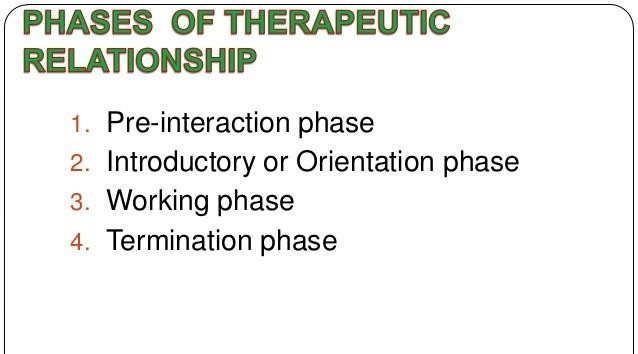 PHASES OF THERAPEUTIC
RELATIONSHIP
1. Pre-interaction phase
2. Introductory or Orientation phase
3. Working phase
4. Termination phase